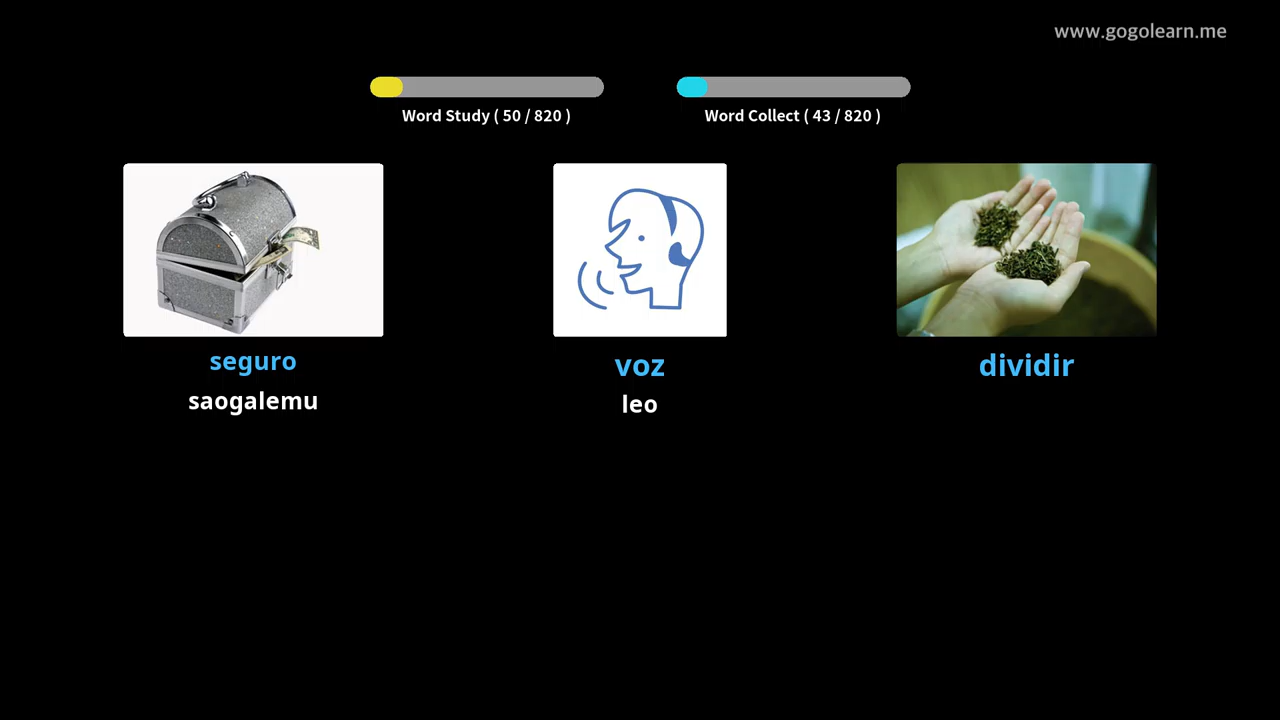 www.gogolearn.me
Word Study ( 50 / 820 )
Word Collect ( 43 / 820 )
seguro
saogalemu
voz
leo
dividir